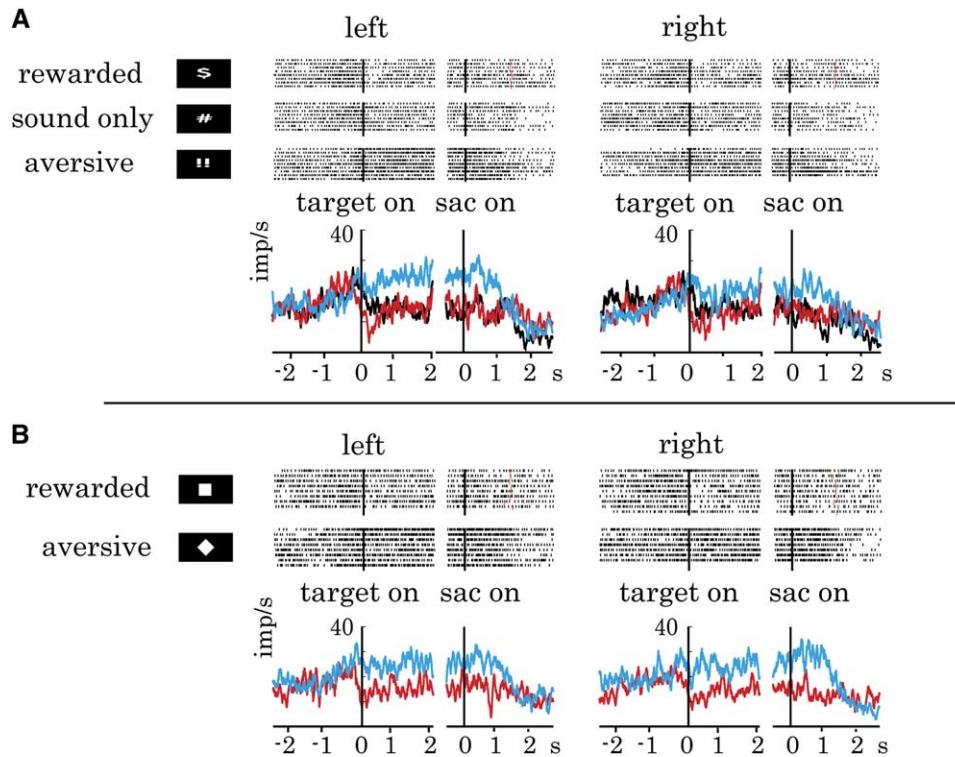 A
left right
rewarded $
sound only #
aversive !!
target on sac on target on sac on
imp/s 40 40
-2 -1 0 1 2 0 1 2 s -2 -1 0 1 2 0 1 2 s
B
left right
rewarded
aversive
target on sac on target on sac on
imp/s 40 40
-2 -1 0 1 2 0 1 2 s -2 -1 0 1 2 0 1 2 s